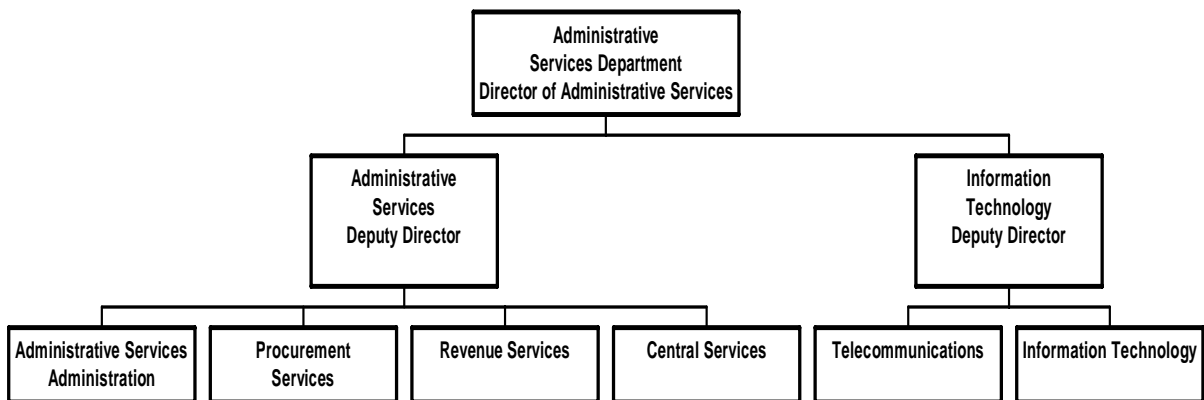 Administrative
Services Department
Director of Administrative Services
Administrative
Services
Deputy Director
Information
Technology
Deputy Director
Administrative Services
Administration
Procurement
Services
Revenue Services
Central Services
Telecommunications
Information Technology